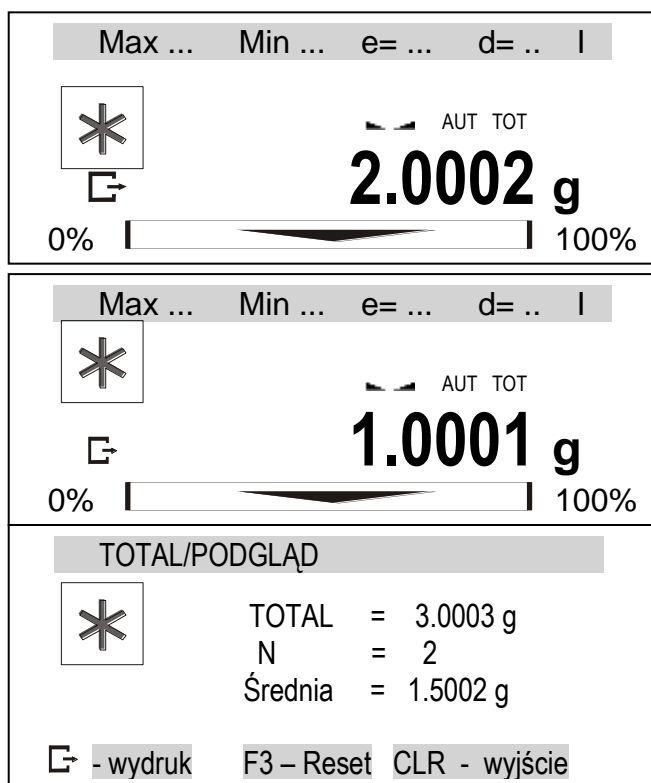 Max ... Min ... e= ... d= .. I
AUT TOT
2.0002 g
0% 100%
Max ... Min ... e= ... d= .. I
AUT TOT
1.0001 g
0% 100%
TOTAL/PODGLĄD
TOTAL = 3.0003 g
N = 2
Średnia = 1.5002 g
- wydruk F3 – Reset CLR - wyjście